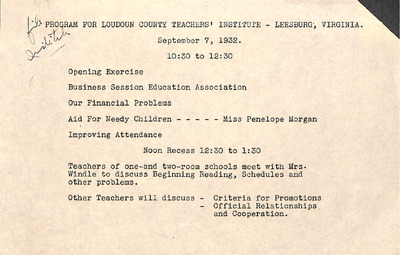 file
Institute
PROGRAM FOR LOUDOUN COUNTY TEACHERS' INSTITUTE - LEESBURG, VIRGINIA.
September 7, 1932.
10:30 to 12:30
Opening Exercise
Business Session Education Association
Our Financial Problems
Aid For Needy Children - - - - - Miss Penelope Morgan
Improving Attendance
Noon Recess 12:30 to 1:30
Teachers of one-and two-room schools meet with Mrs.
Windle to discuss Beginning Reading, Schedules and
other problems.
Other Teachers will discuss - Criteria for Promotions
- Official Relationships
and Cooperation.